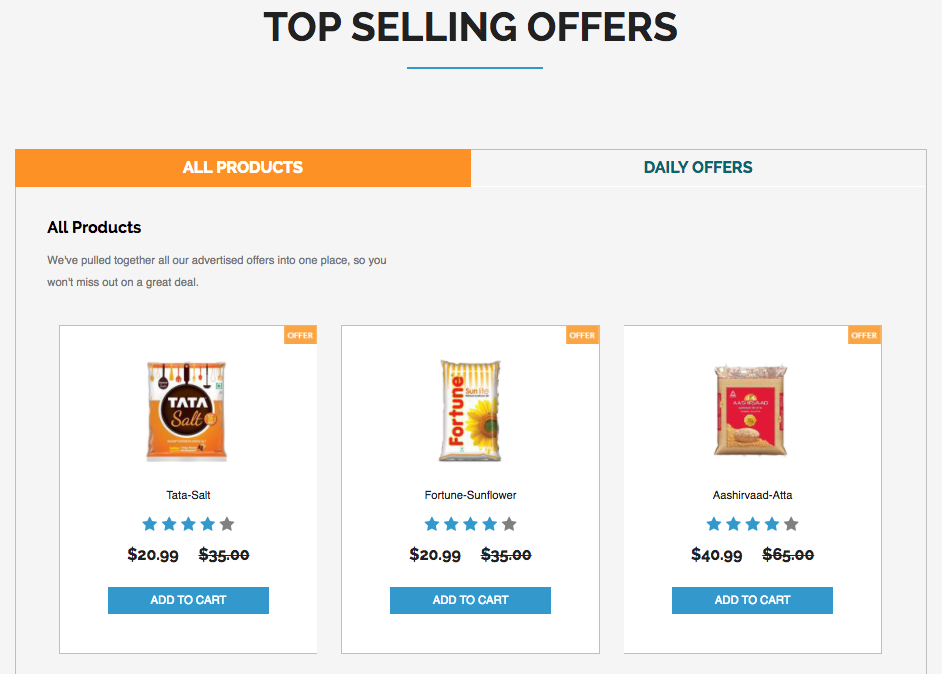 TOP SELLING OFFERS
ALL PRODUCTS
DAILY OFFERS
All Products
We've pulled together all our advertised offers into one place, so you
won't miss out on a great deal.
OFFER
OFFER
OFFER
TATA
Salt
Fortune
Sunlite
AASHIRVAAD
Tata-Salt
Fortune-Sunflower
Aashirvaad-Atta
$20.99 $35.00
$20.99 $35.00
$40.99 $65.00
ADD TO CART
ADD TO CART
ADD TO CART